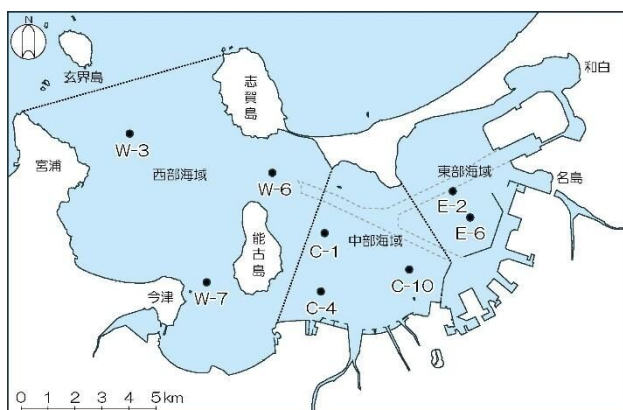 N
玄界島
志賀島
和白
宮浦
W-3
西部海域
W-6
東部海域
名島
E-2
E-6
能古島
C-1
中部海域
C-10
今津
W-7
C-4
0 1 2 3 4 5km